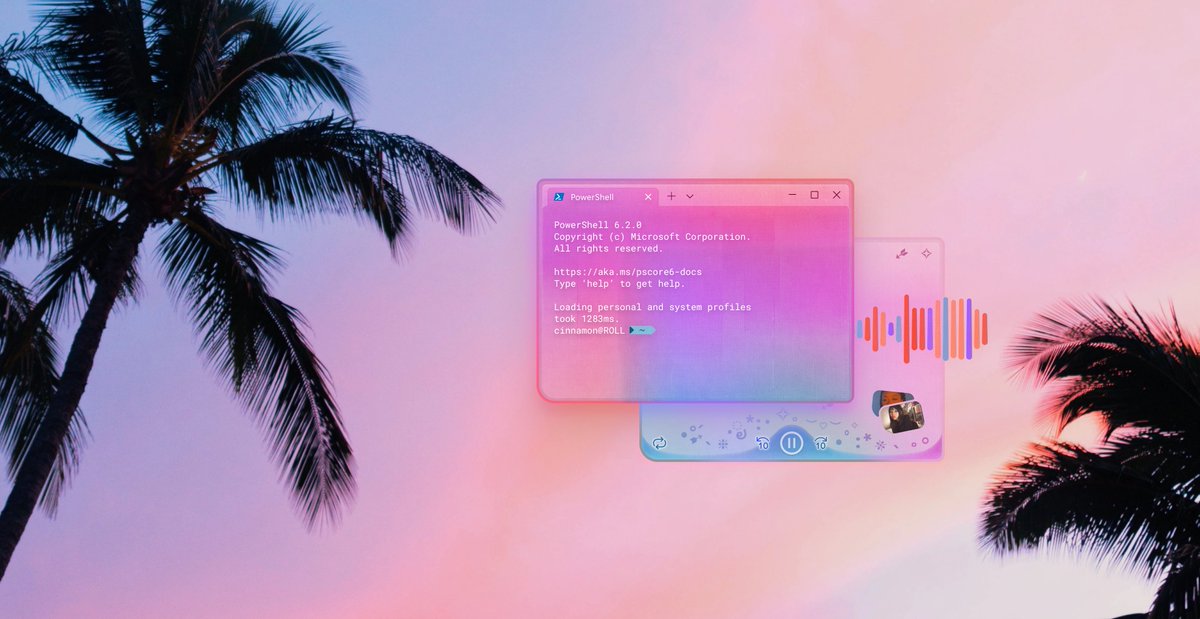 PowerShell
PowerShell 6.2.0
Copyright (c) Microsoft Corporation.
All rights reserved.
https://aka.ms/pscore6-docs
Type 'help' to get help.
Loading personal and system profiles
took 1283ms.
cinnamon@ROLL ~
10 10